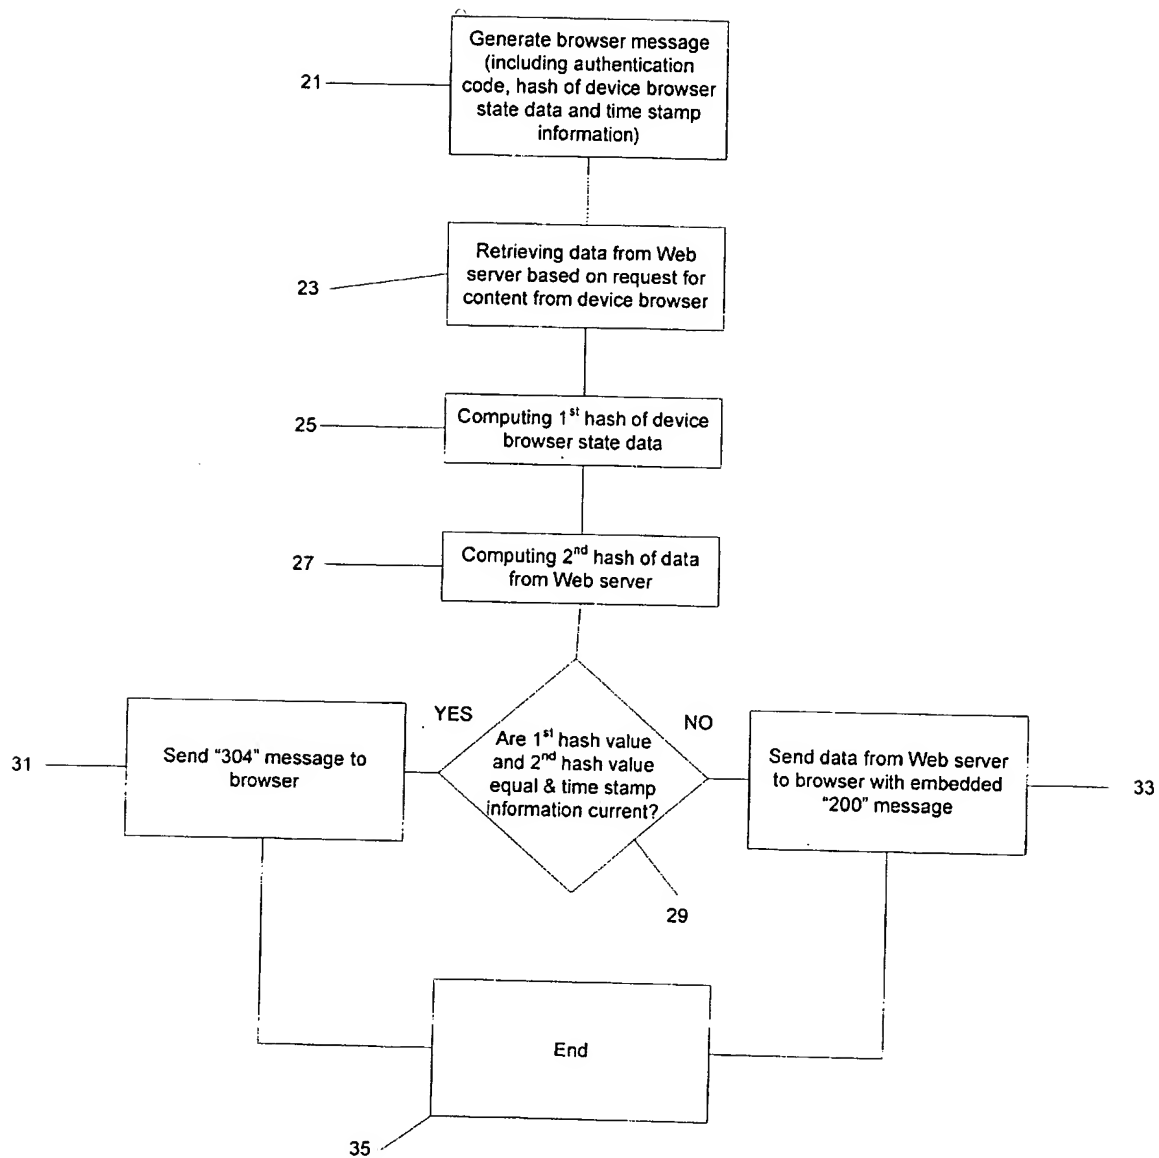 Generate browser message
(including authentication
code, hash of device browser
state data and time stamp
information)
21
Retrieving data from Web
server based on request for
content from device browser
23
Computing 1st hash of device
browser state data
25
Computing 2nd hash of data
from Web server
27
YES
NO
Are 1st hash value
and 2nd hash value
equal & time stamp
information current?
29
Send "304" message to
browser
31
Send data from Web server
to browser with embedded
"200" message
33
End
35